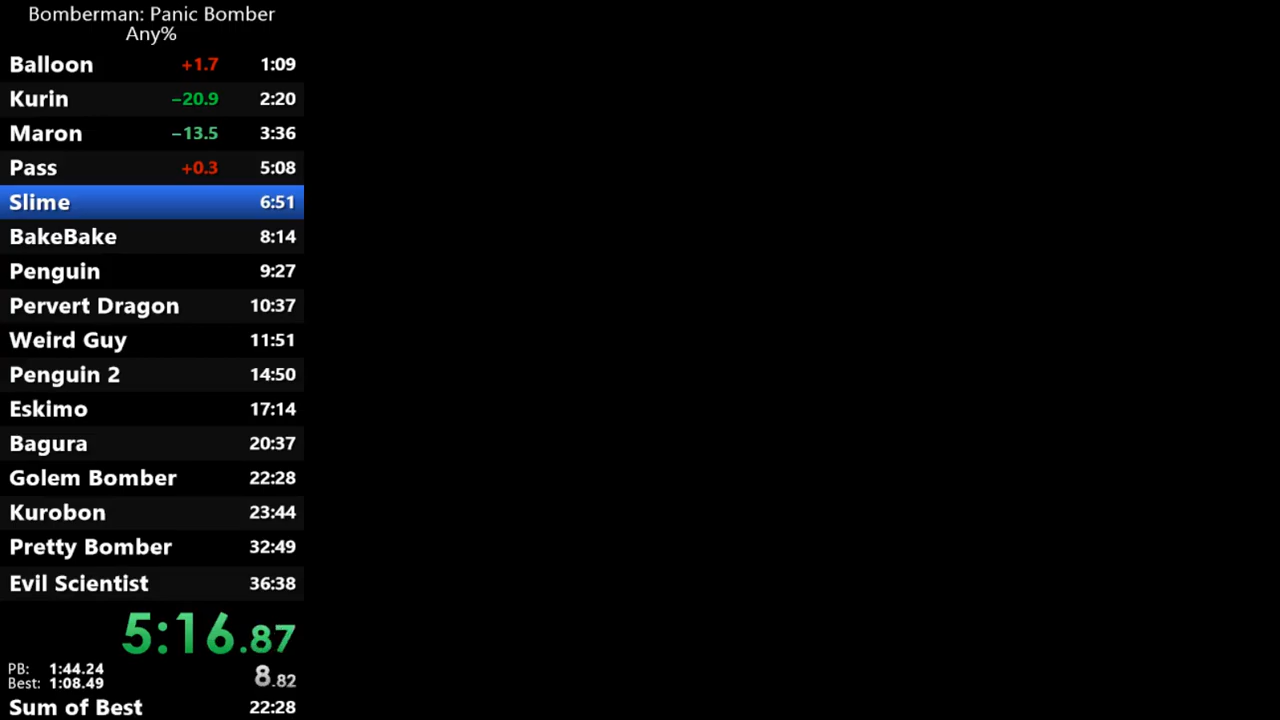 Bomberman: Panic Bomber
Any%
Balloon +1.7 1:09
Kurin −20.9 2:20
Maron −13.5 3:36
Pass +0.3 5:08
Slime 6:51
BakeBake 8:14
Penguin 9:27
Pervert Dragon 10:37
Weird Guy 11:51
Penguin 2 14:50
Eskimo 17:14
Bagura 20:37
Golem Bomber 22:28
Kurobon 23:44
Pretty Bomber 32:49
Evil Scientist 36:38
5:16.87
PB: 1:44.24 8.82
Best: 1:08.49
Sum of Best 22:28